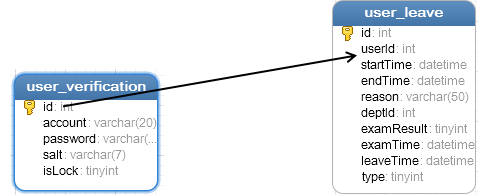 user_verification
id: int
account: varchar(20)
password: varchar(...
salt: varchar(7)
isLock: tinyint
user_leave
id: int
userId: int
startTime: datetime
endTime: datetime
reason: varchar(50)
deptId: int
examResult: tinyint
examTime: datetime
leaveTime: datetime
type: tinyint